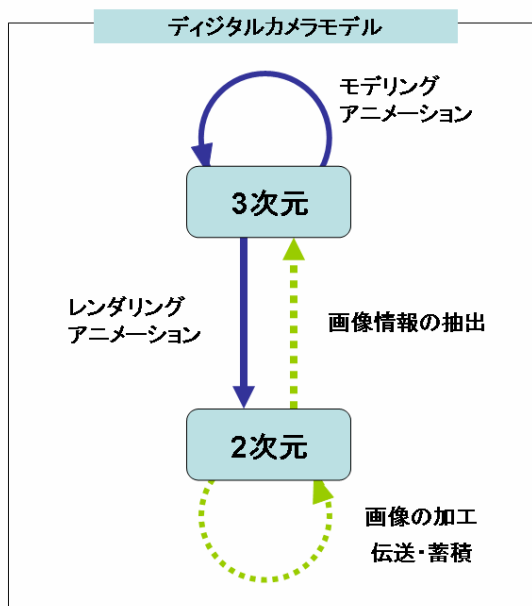 ディジタルカメラモデル
モデリング
アニメーション
3次元
レンダリング
アニメーション
画像情報の抽出
2次元
画像の加工
伝送・蓄積